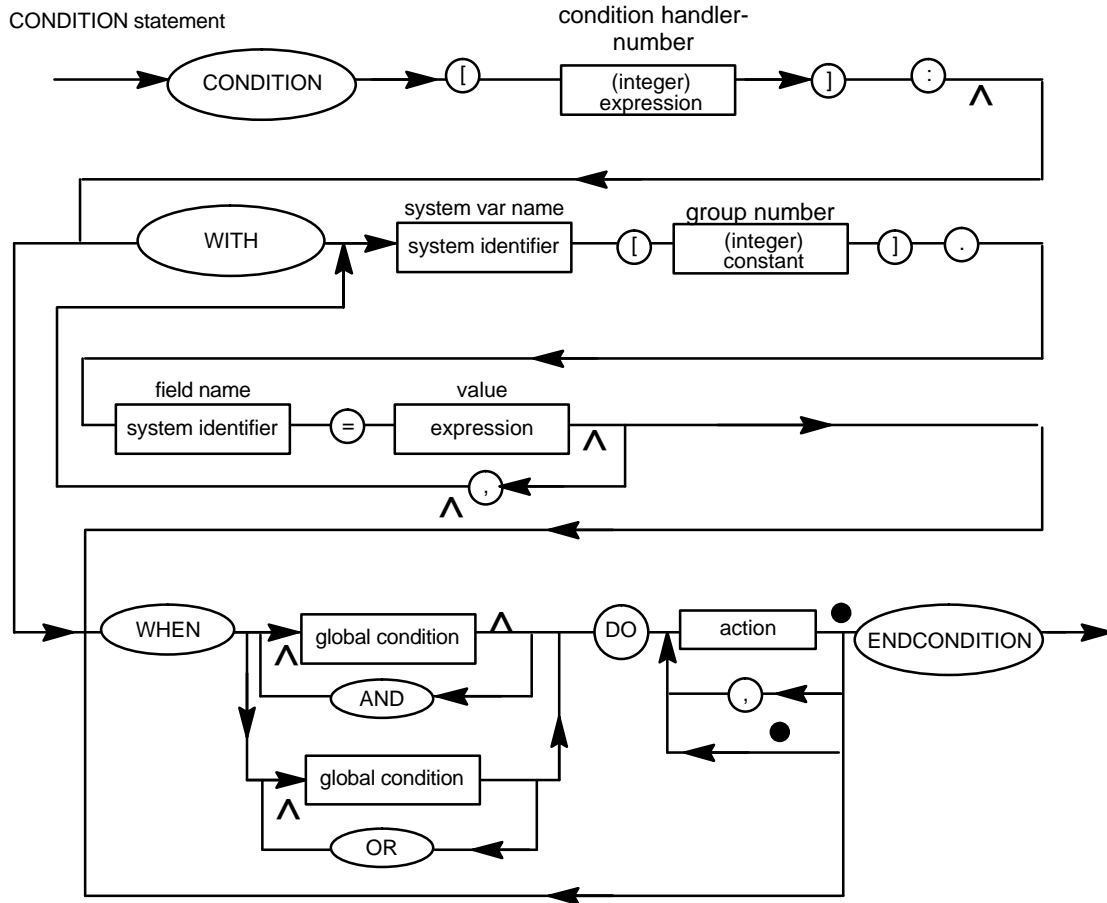 CONDITION statement
condition handler-
number
CONDITION
[
(integer)
expression
]
:
system var name
group number
WITH
system identifier
[
(integer)
constant
]
.
field name
value
system identifier
=
expression
,
WHEN
global condition
DO
action
ENDCONDITION
AND
,
global condition
OR